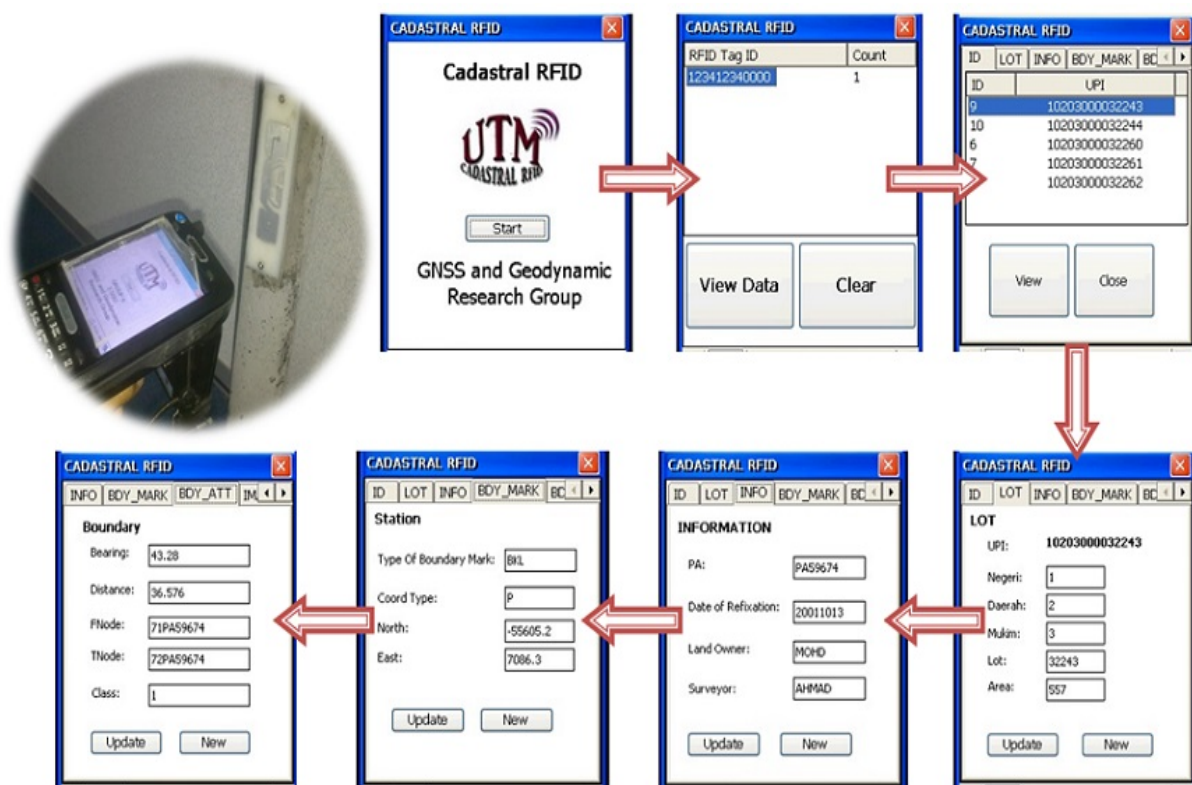 CADASTRAL RFID
Cadastral RFID
UTM
CADASTRAL RFID
Start
GNSS and Geodynamic
Research Group
CADASTRAL RFID
RFID Tag ID Count
123412340000 1
View Data Clear
CADASTRAL RFID
ID LOT INFO BDY_MARK BD
ID UPI
9 10203000032243
10 10203000032244
6 10203000032260
7 10203000032261
10203000032262
View Close
UTM
CADASTRAL RFID
ID LOT INFO BDY_MARK BD
LOT
UPI: 10203000032243
Negeri: 1
Daerah: 2
Mukim: 3
Lot: 32243
Area: 557
Update New
CADASTRAL RFID
ID LOT INFO BDY_MARK BD
INFORMATION
PA: PA59674
Date of Refixation: 20011013
Land Owner: MOHD
Surveyor: AHMAD
Update New
CADASTRAL RFID
ID LOT INFO BDY_MARK BD
Station
Type Of Boundary Mark: BKL
Coord Type: P
North: -55605.2
East: 7086.3
Update New
CADASTRAL RFID
INFO BDY_MARK BDY_ATT IM
Boundary
Bearing: 43.28
Distance: 36.576
FNode: 71PA59674
TNode: 72PA59674
Class: 1
Update New